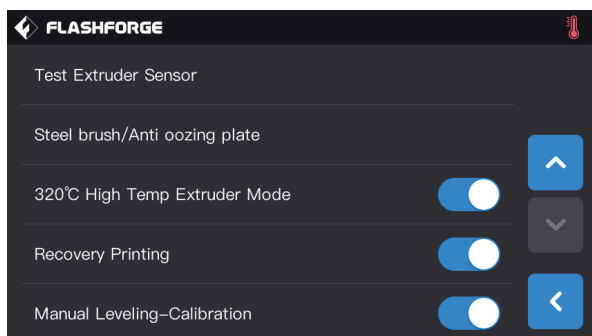 FLASHFORGE
Test Extruder Sensor
Steel brush/Anti oozing plate
320℃ High Temp Extruder Mode
Recovery Printing
Manual Leveling-Calibration